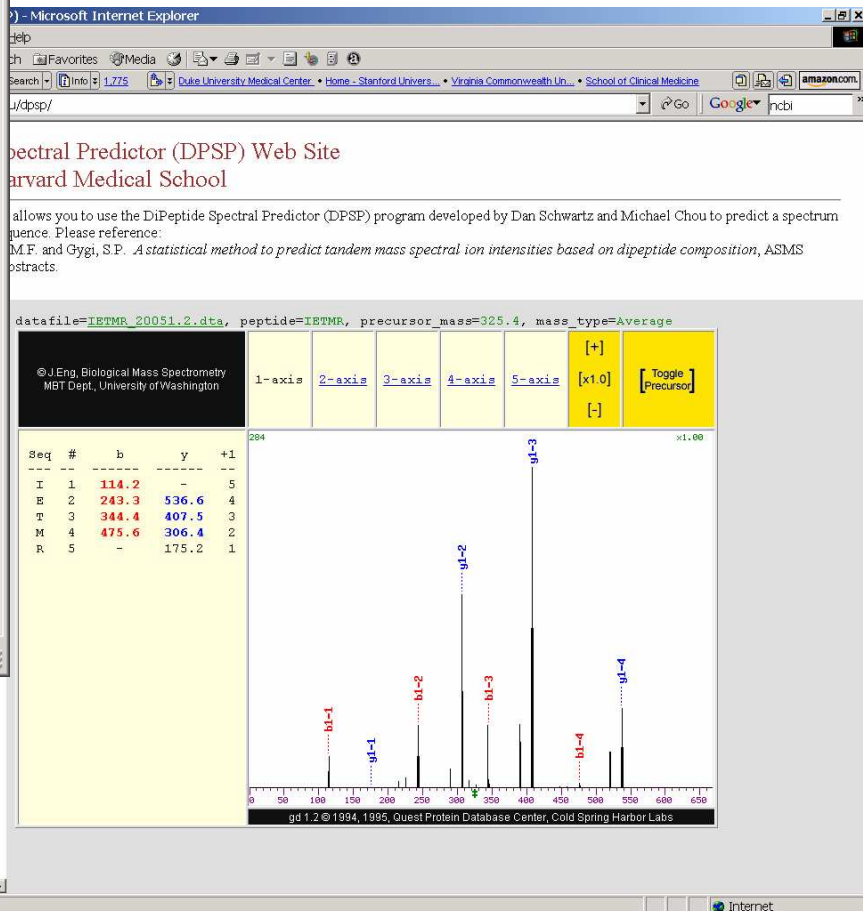 ?) - Microsoft Internet Explorer
Help
ch Favorites Media
Search Info 1,775 Duke University Medical Center • Home - Stanford Univers... • Virginia Commonwealth Un... • School of Clinical Medicine amazon.com.
u/dpsp/ Go Google ncbi »
pectral Predictor (DPSP) Web Site
arvard Medical School
allows you to use the DiPeptide Spectral Predictor (DPSP) program developed by Dan Schwartz and Michael Chou to predict a spectrum
quence. Please reference:
M.F. and Gygi, S.P. A statistical method to predict tandem mass spectral ion intensities based on dipeptide composition, ASMS
ostracts.
datafile=IETMR_20051.2.dta, peptide=IETMR, precursor_mass=325.4, mass_type=Average
©J.Eng, Biological Mass Spectrometry
MBT Dept., University of Washington
1-axis 2-axis 3-axis 4-axis 5-axis
[+]
[x1.0]
[-]
[Toggle
Precursor]
Seq # b y +1
--- -- ------ ------ --
I 1 114.2 - 5
E 2 243.3 536.6 4
T 3 344.4 407.5 3
M 4 475.6 306.4 2
R 5 - 175.2 1
284 x1.00
y1-3
y1-2
b1-2
b1-3
y1-4
b1-1
y1-1
b1-4
0 50 100 150 200 250 300 350 400 450 500 550 600 650
gd 1.2 © 1994, 1995, Quest Protein Database Center, Cold Spring Harbor Labs
Internet